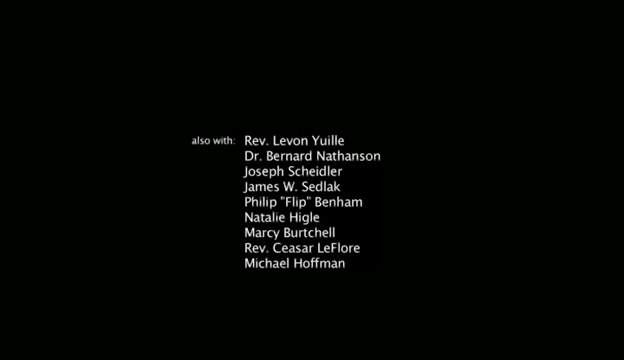 also with: Rev. Levon Yuille
Dr. Bernard Nathanson
Joseph Scheidler
James W. Sedlak
Philip "Flip" Benham
Natalie Higle
Marcy Burtchell
Rev. Ceasar LeFlore
Michael Hoffman